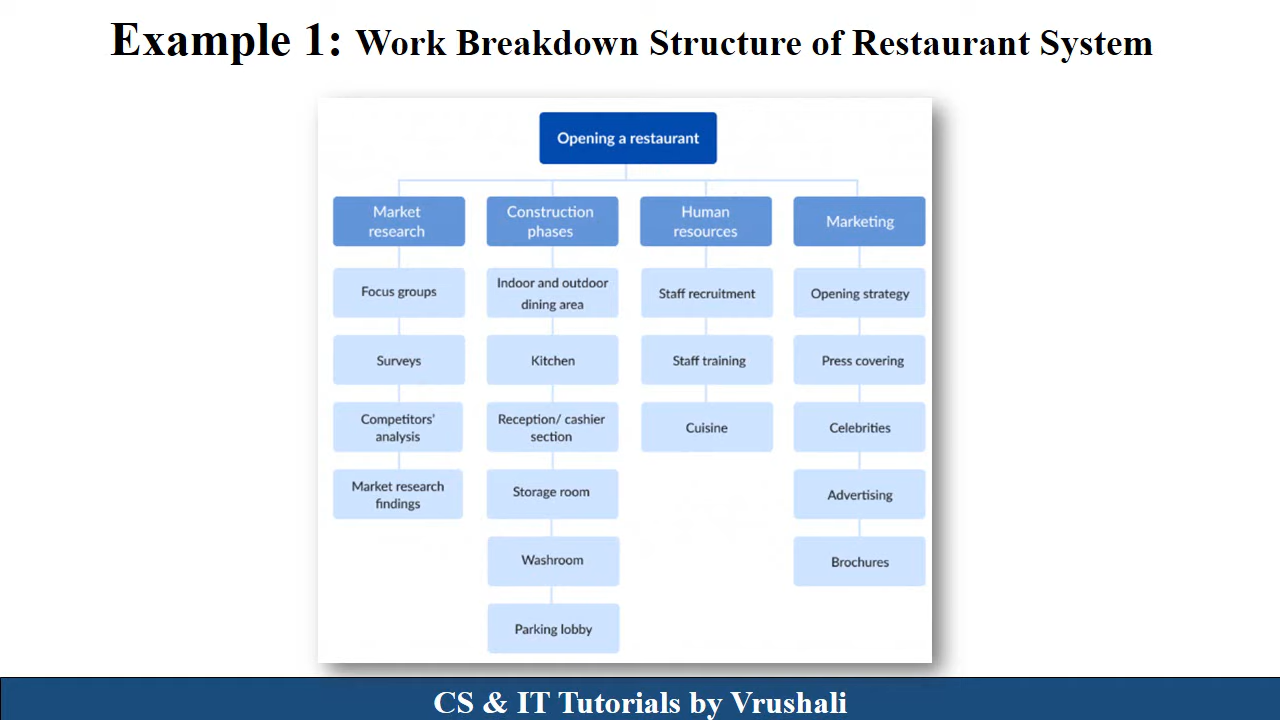 Example 1: Work Breakdown Structure of Restaurant System
Opening a restaurant
Market
research
Focus groups
Surveys
Competitors'
analysis
Market research
findings
Construction
phases
Indoor and outdoor
dining area
Kitchen
Reception/ cashier
section
Storage room
Washroom
Parking lobby
Human
resources
Staff recruitment
Staff training
Cuisine
Marketing
Opening strategy
Press covering
Celebrities
Advertising
Brochures
CS & IT Tutorials by Vrushali